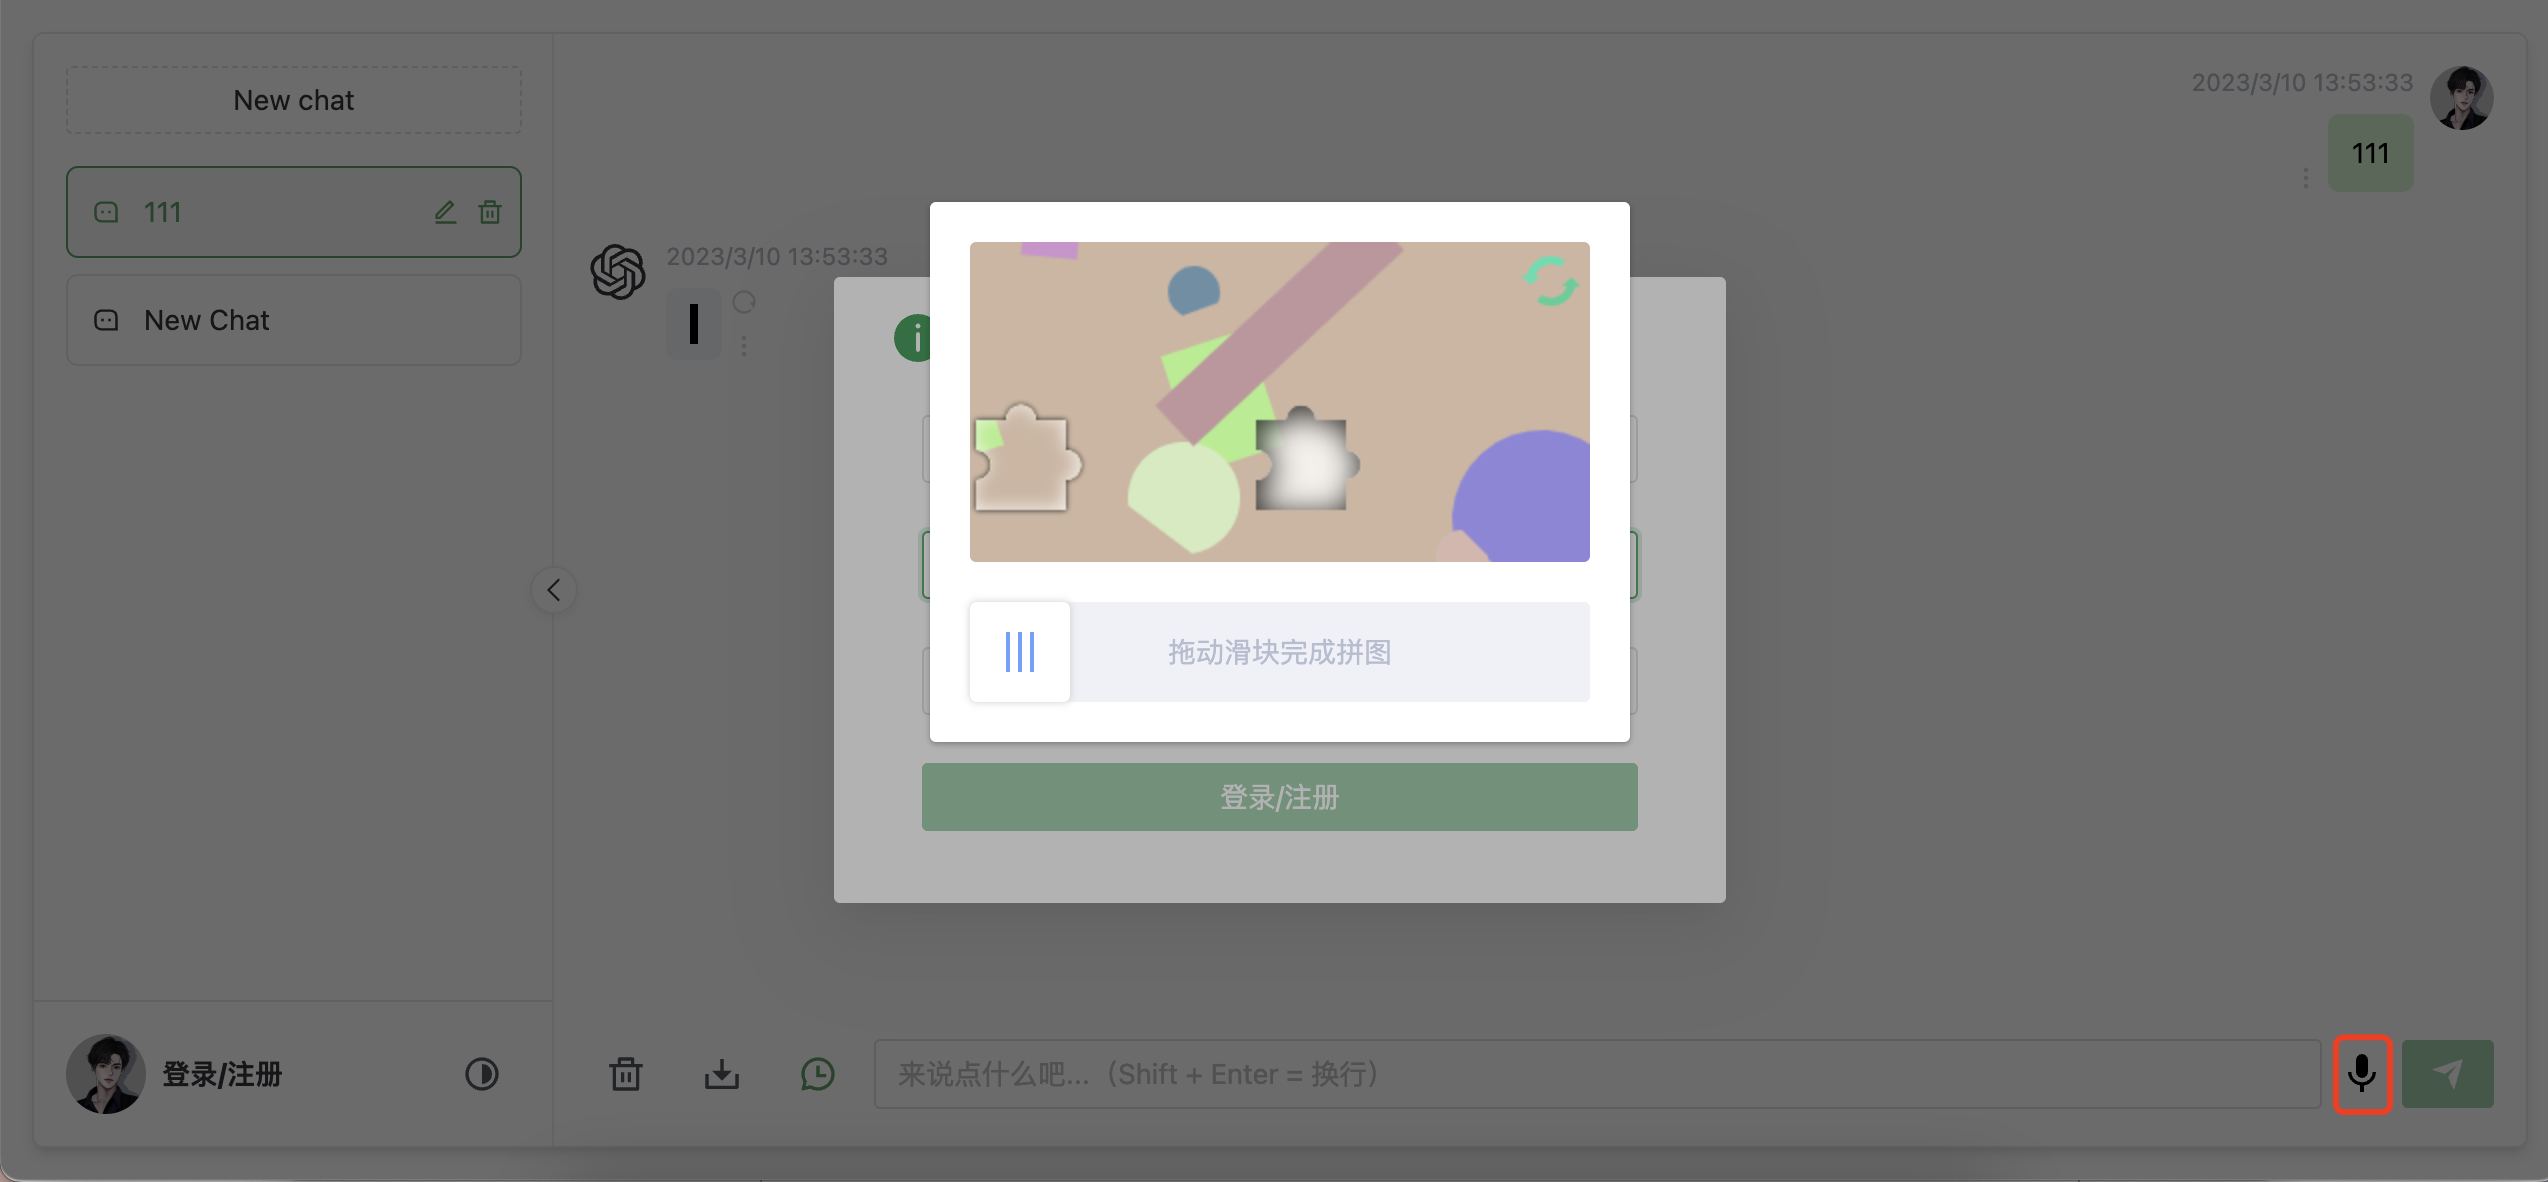 New chat
111
New Chat
登录/注册
2023/3/10 13:53:33
111
2023/3/10 13:53:33
拖动滑块完成拼图
登录/注册
来说点什么吧...（Shift + Enter = 换行）